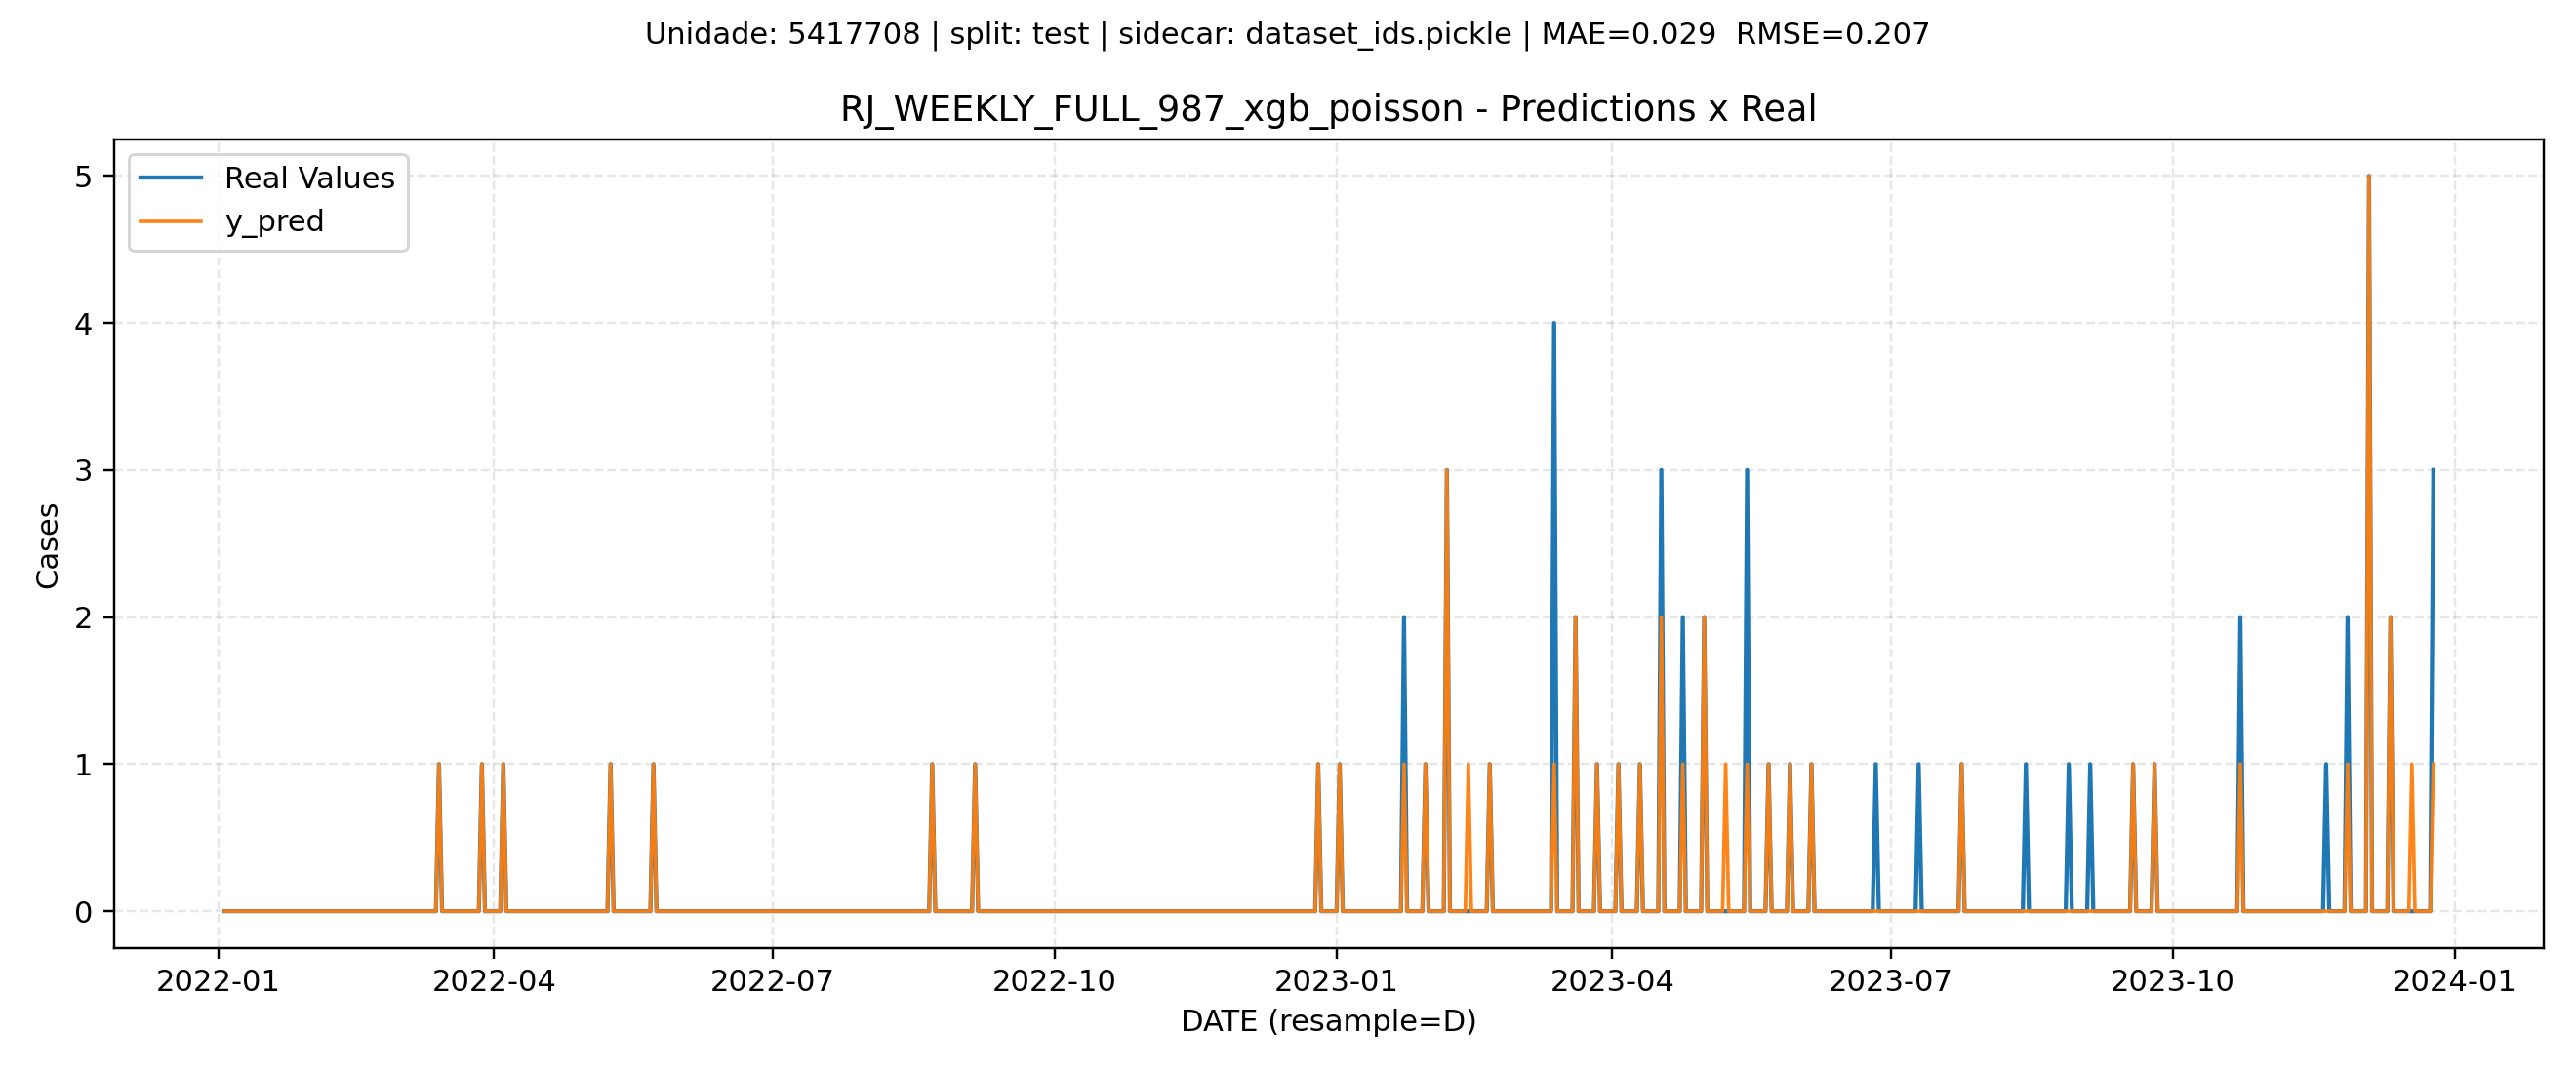 Unidade: 5417708 | split: test | sidecar: dataset_ids.pickle | MAE=0.029  RMSE=0.207
RJ_WEEKLY_FULL_987_xgb_poisson - Predictions x Real
Real Values
y_pred
5
4
3
2
1
0
Cases
2022-01
2022-04
2022-07
2022-10
2023-01
2023-04
2023-07
2023-10
2024-01
DATE (resample=D)